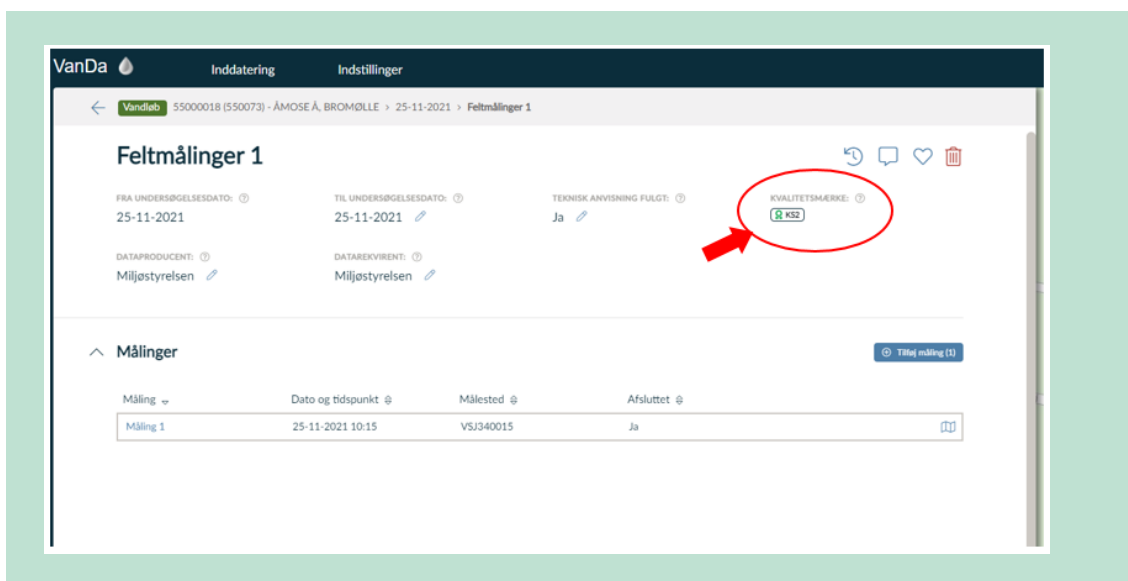 VanDa Inddatering Indstillinger
Vandløb 55000018 (550073) - ÅMOSE Å, BROMØLLE > 25-11-2021 > Feltmålinger 1
Feltmålinger 1
FRA UNDERSØGELSESDATO: TIL UNDERSØGELSESDATO: TEKNISK ANVISNING FULGT: KVALITETSMÆRKE:
25-11-2021 25-11-2021 Ja KS2
DATAPRODUCENT: DATAREKVIRENT:
Miljøstyrelsen Miljøstyrelsen
Målinger Tilføj måling (1)
Måling Dato og tidspunkt Målested Afsluttet
Måling 1 25-11-2021 10:15 VSJ340015 Ja